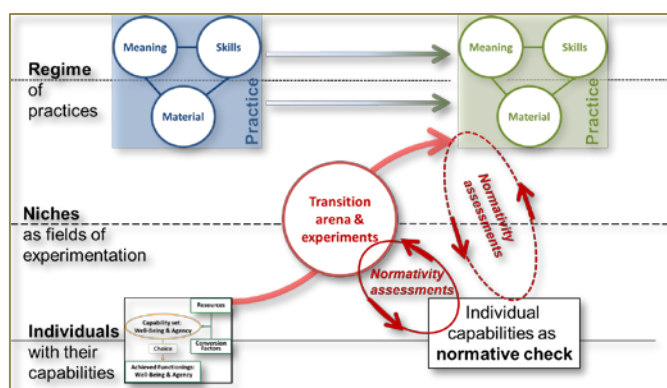 Regime
of
practices
Meaning
Skills
Material
Practice
Meaning
Skills
Material
Practice
Niches
as fields of
experimentation
Transition
arena &
experiments
Normativity
assessments
Normativity
assessments
Individuals
with their
capabilities
Resources
Capability set:
Well-Being & Agency
Choice
Conversion
Factors
Achieved Functionings:
Well-Being & Agency
Individual
capabilities as
normative check